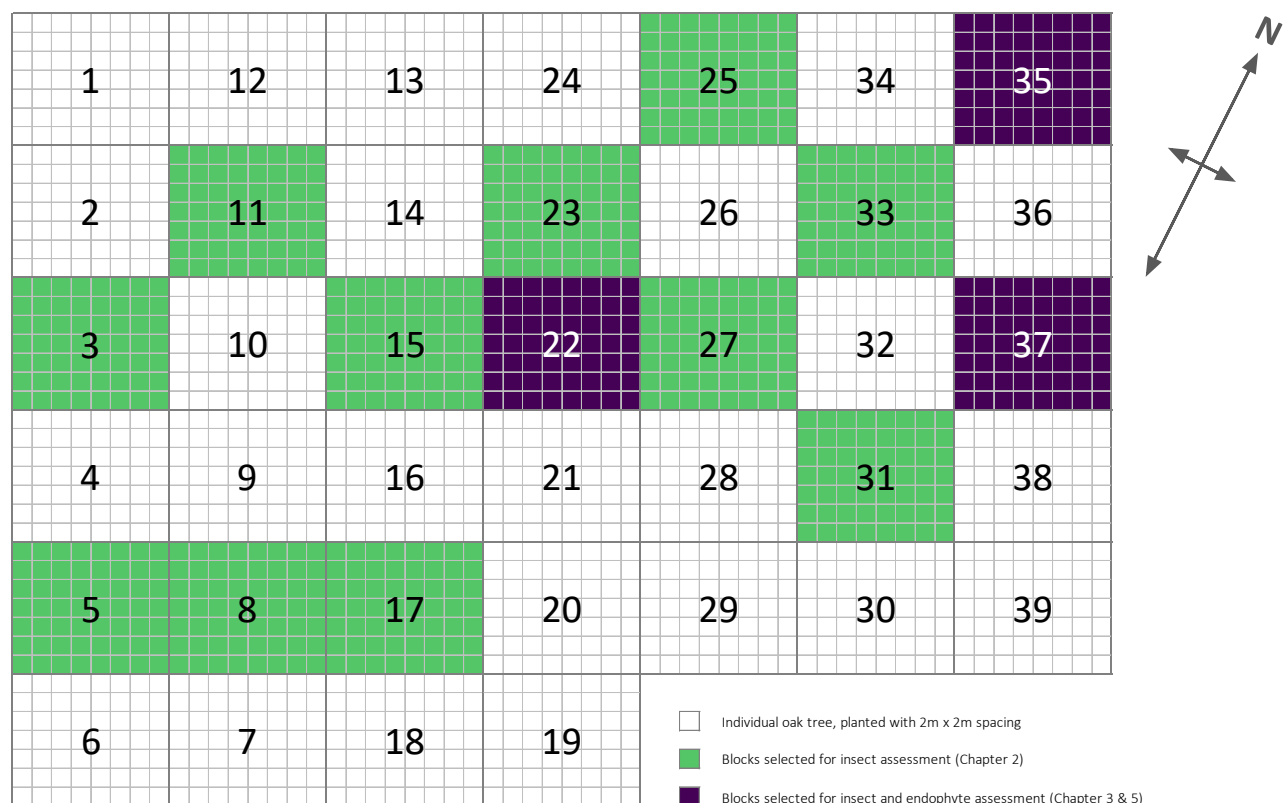 N
1 12 13 24 25 34 35
2 11 14 23 26 33 36
3 10 15 22 27 32 37
4 9 16 21 28 31 38
5 8 17 20 29 30 39
6 7 18 19
Individual oak tree, planted with 2m x 2m spacing
Blocks selected for insect assessment (Chapter 2)
Blocks selected for insect and endophyte assessment (Chapter 3 & 5)